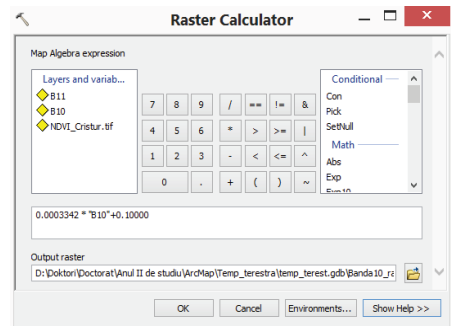 Raster Calculator
Map Algebra expression
Layers and variab...
B11
B10
NDVI_Cristur.tif
7 8 9 / == != &
4 5 6 * > >= |
1 2 3 - < <= ^
0 . + ( ) ~
Conditional
Con
Pick
SetNull
Math
Abs
Exp
Exp10
0.0003342 * "B10"+0.10000
Output raster
D:\Doktori\Doctorat\Anul II de studiu\ArcMap\Temp_terestra\temp_terest.gdb\Banda10_ra
OK Cancel Environments... Show Help >>